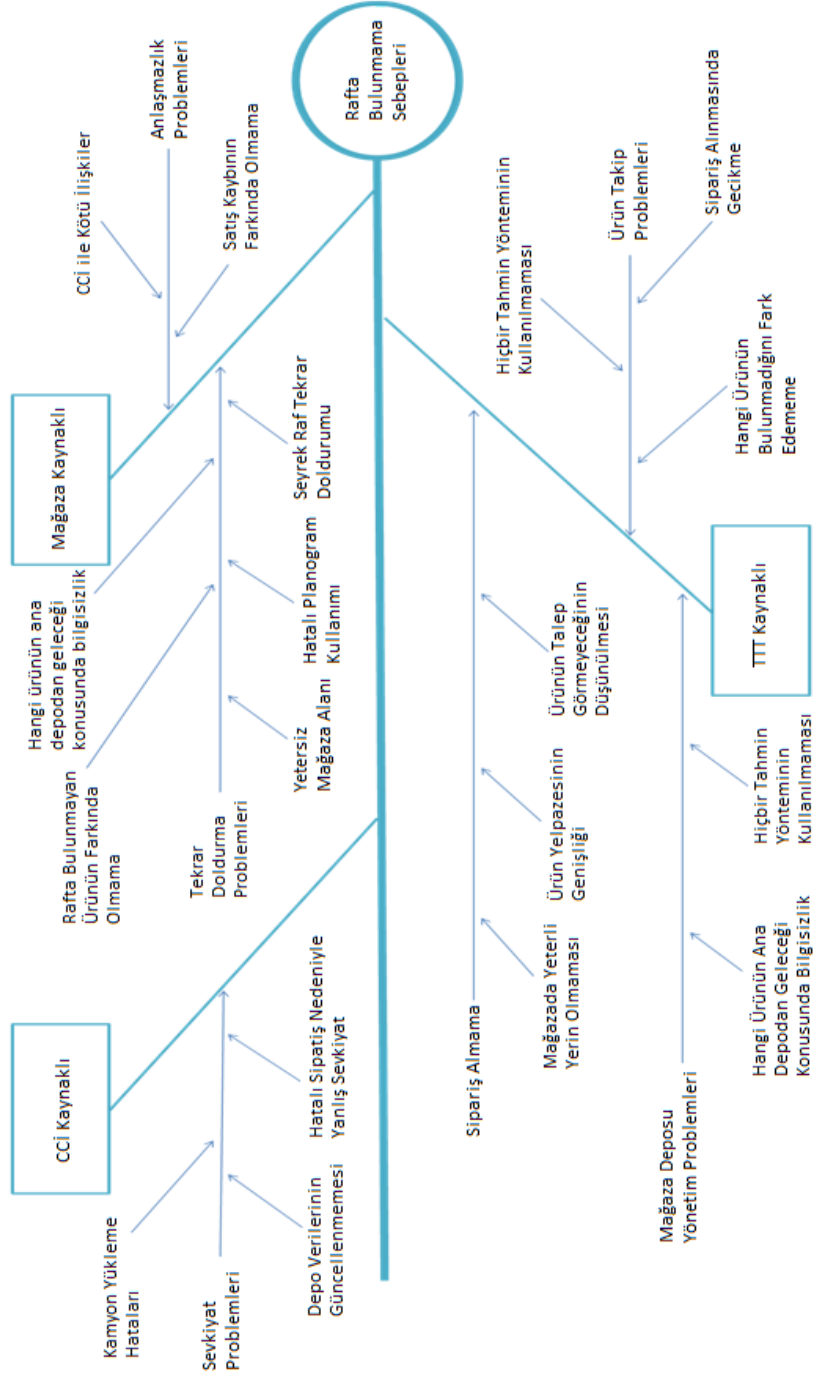 CCİ Kaynaklı
Kamyon Yükleme
Hataları
Sevkiyat
Problemleri
Hatalı Sipatiş Nedeniyle
Yanlış Sevkiyat
Depo Verilerinin
Güncellenmemesi
Mağaza Kaynaklı
CCİ ile Kötü İlişkiler
Anlaşmazlık
Problemleri
Satış Kaybının
Farkında Olmama
Hangi ürünün ana
depodan geleceği
konusunda bilgisizlik
Rafta Bulunmayan
Ürünün Farkında
Olmama
Tekrar
Doldurma
Problemleri
Yetersiz
Mağaza Alanı
Hatalı Planogram
Kullanımı
Seyrek Raf Tekrar
Doldurumu
Rafta
Bulunmama
Sebepleri
Sipariş Almama
Mağazada Yeterli
Yerin Olmaması
Ürün Yelpazesinin
Genişliği
Ürünün Talep
Görmeyeceğinin
Düşünülmesi
Hiçbir Tahmin Yönteminin
Kullanılmaması
Ürün Takip
Problemleri
Hangi Ürünün
Bulunmadığını Fark
Edememe
Sipariş Alınmasında
Gecikme
Mağaza Deposu
Yönetim Problemleri
Hangi Ürünün Ana
Depodan Geleceği
Konusunda Bilgisizlik
Hiçbir Tahmin
Yönteminin
Kullanılmaması
TTT Kaynaklı